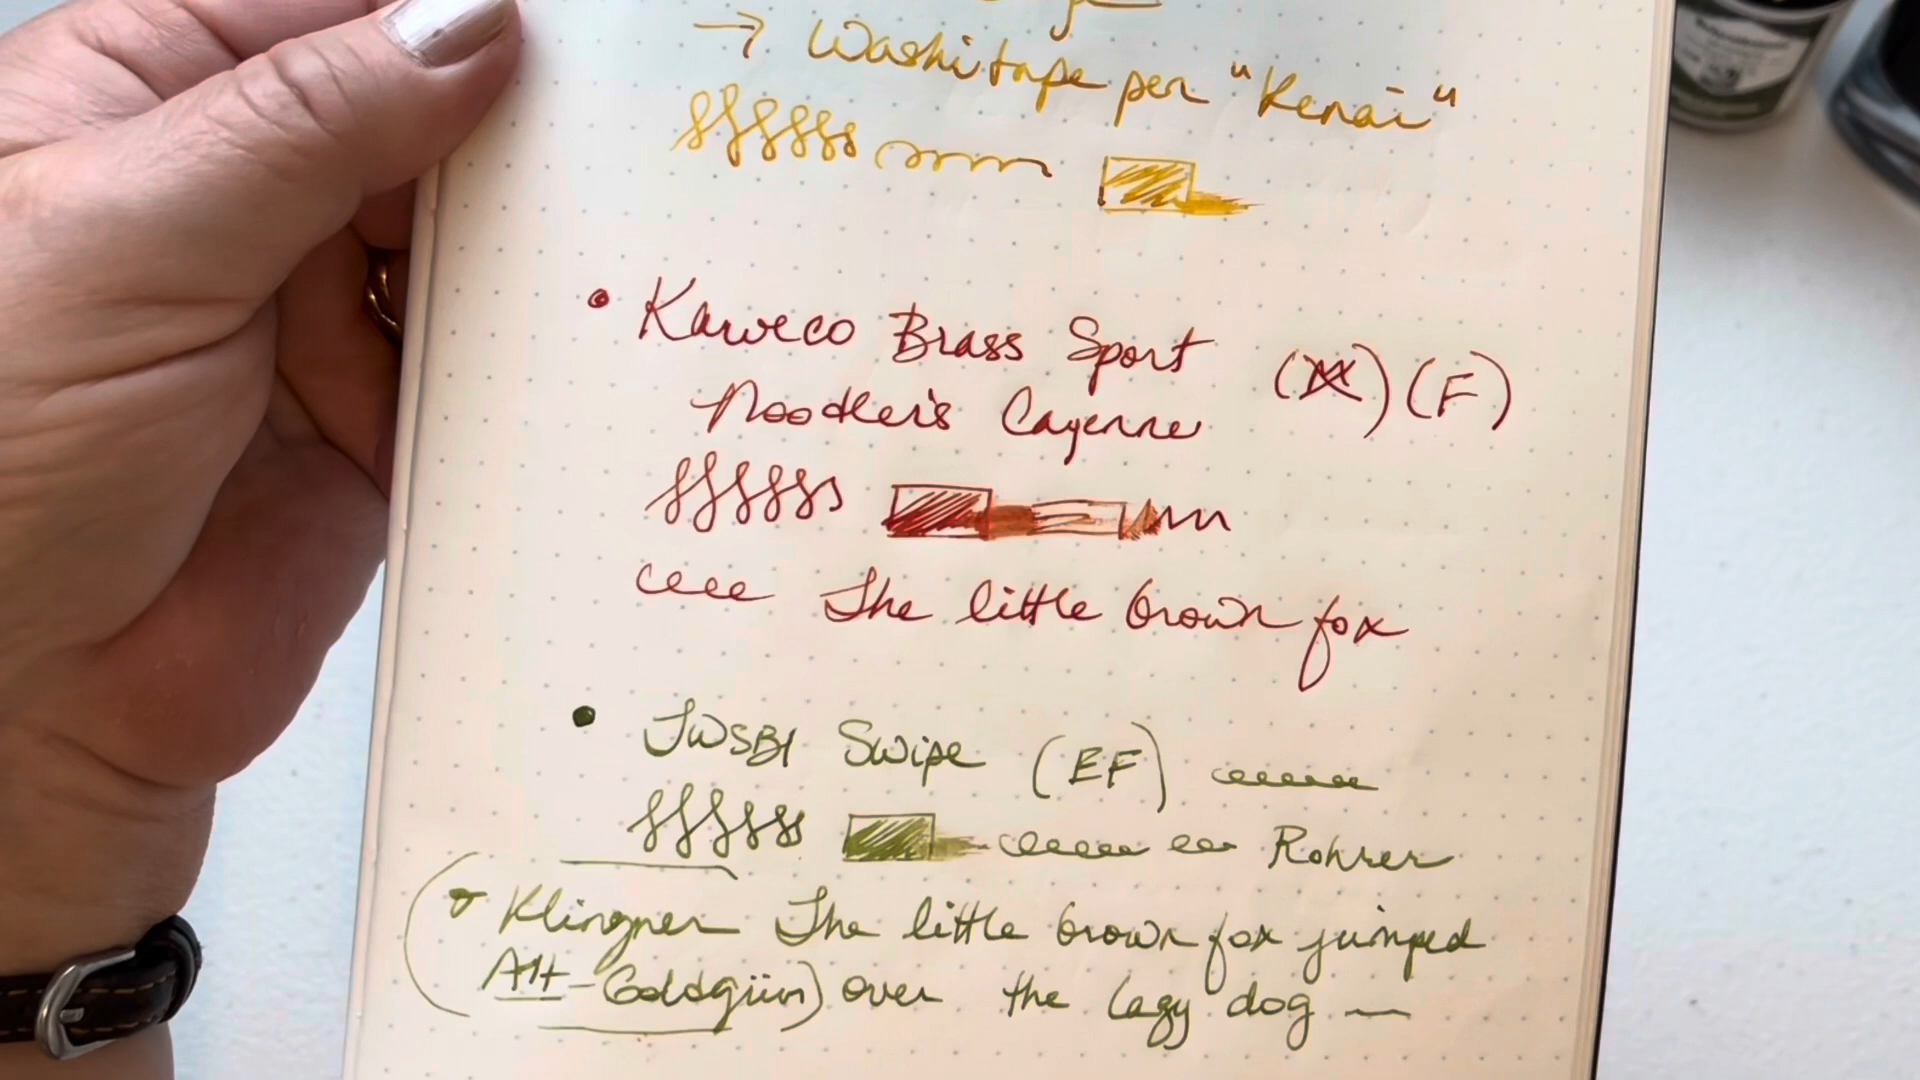 → Washitape pen "Kenai"
• Kaweco Brass Sport (M) (F)
Noodler's Cayenne
The little brown fox
• TWSBI Swipe (EF)
Rohrer
& Klingner The little brown fox jumped
Alt-Goldgrün) over the lazy dog —